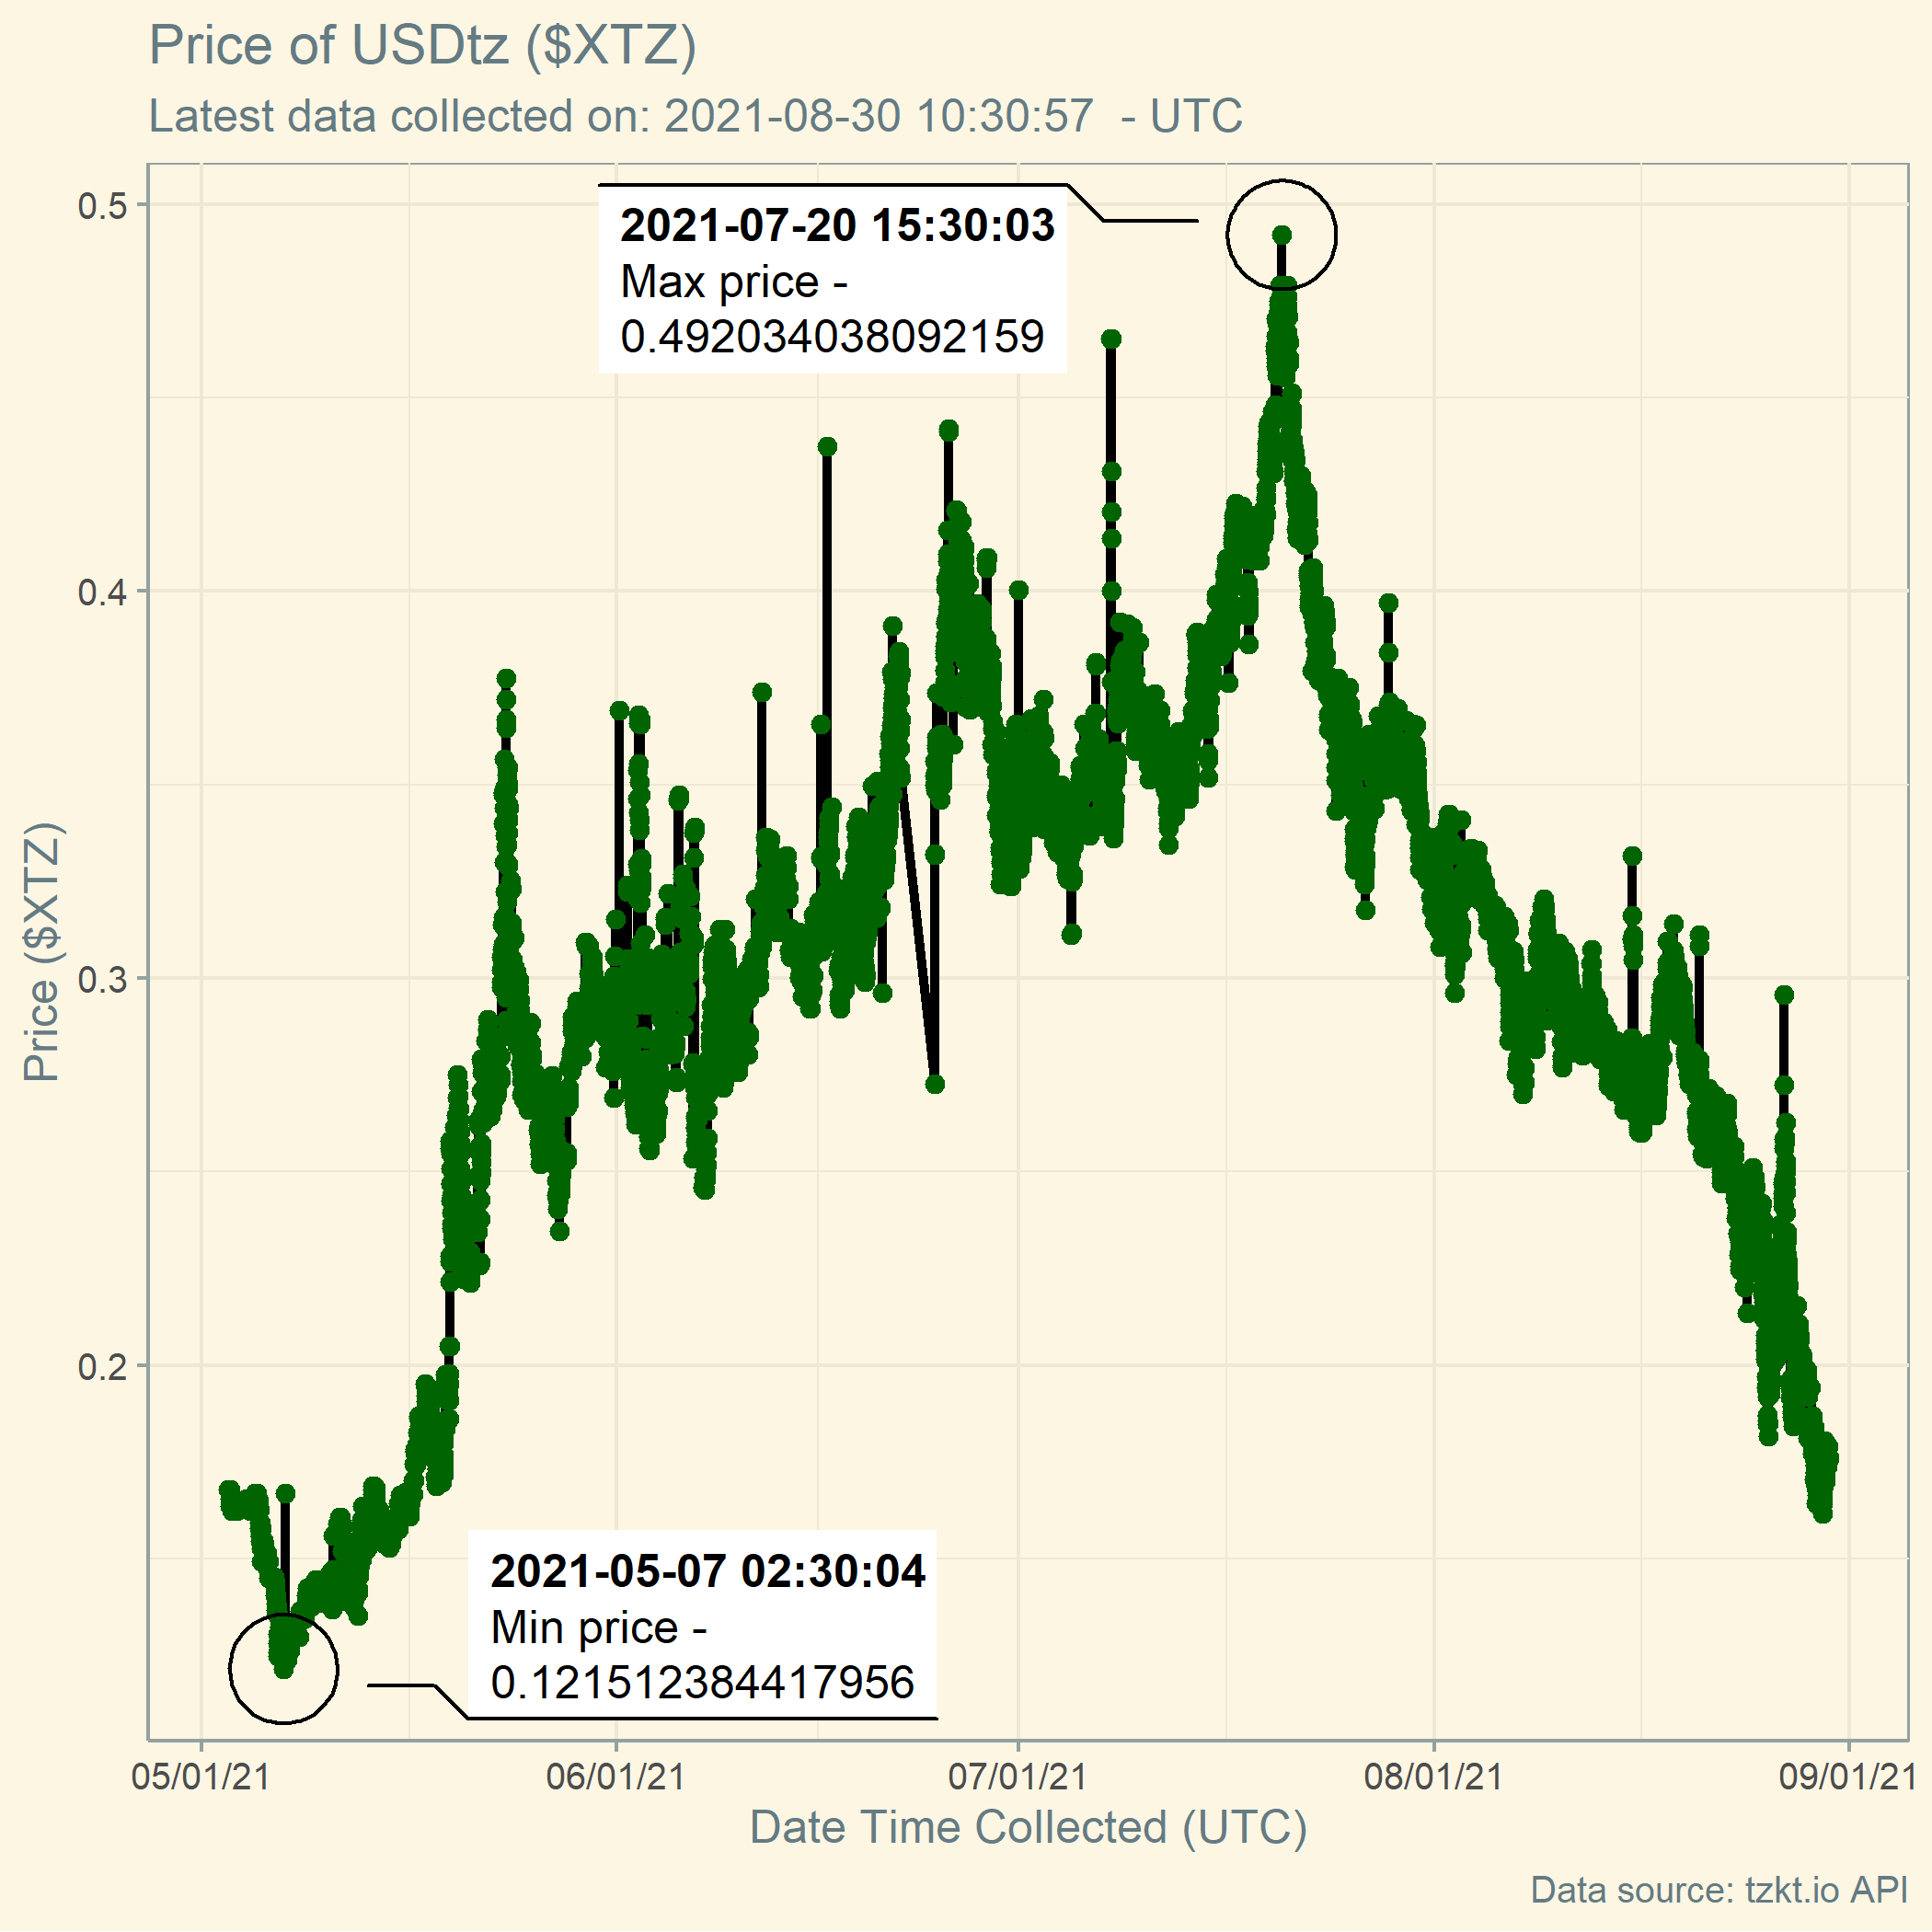 Price of USDtz ($XTZ)
Latest data collected on: 2021-08-30 10:30:57  - UTC
2021-07-20 15:30:03
Max price -
0.492034038092159
0.5
0.4
0.3
0.2
Price ($XTZ)
2021-05-07 02:30:04
Min price -
0.121512384417956
05/01/21 06/01/21 07/01/21 08/01/21 09/01/21
Date Time Collected (UTC)
Data source: tzkt.io API